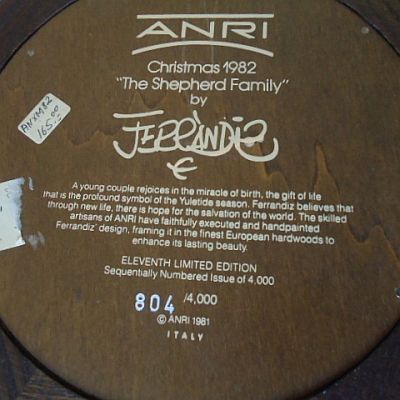 ANRI
Christmas 1982
"The Shepherd Family"
by
FERRÀNDIZ
ANXM82
165.00
A young couple rejoices in the miracle of birth, the gift of life
that is the profound symbol of the Yuletide season. Ferrandiz believes that
through new life, there is hope for the salvation of the world. The skilled
artisans of ANRI have faithfully executed and handpainted
Ferrandiz' design, framing it in the finest European hardwoods to
enhance its lasting beauty.
ELEVENTH LIMITED EDITION
Sequentially Numbered Issue of 4,000
804 /4,000
© ANRI 1981
ITALY